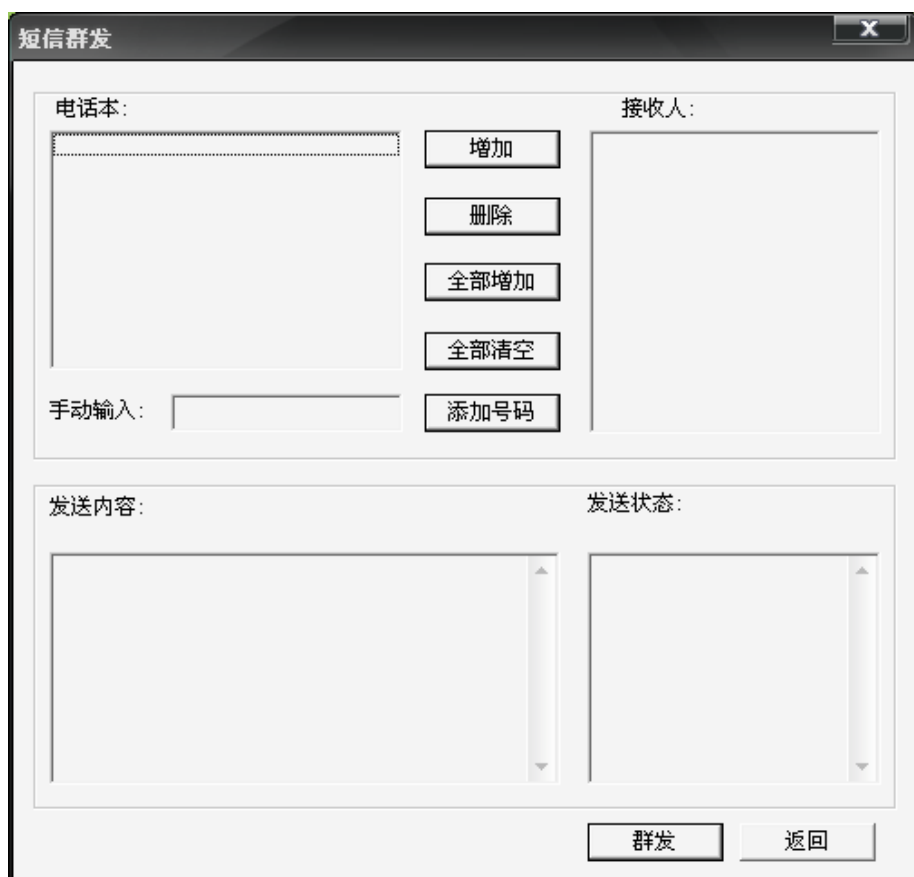 短信群发
电话本:
接收人:
增加
删除
全部增加
全部清空
手动输入:
添加号码
发送内容:
发送状态:
群发
返回